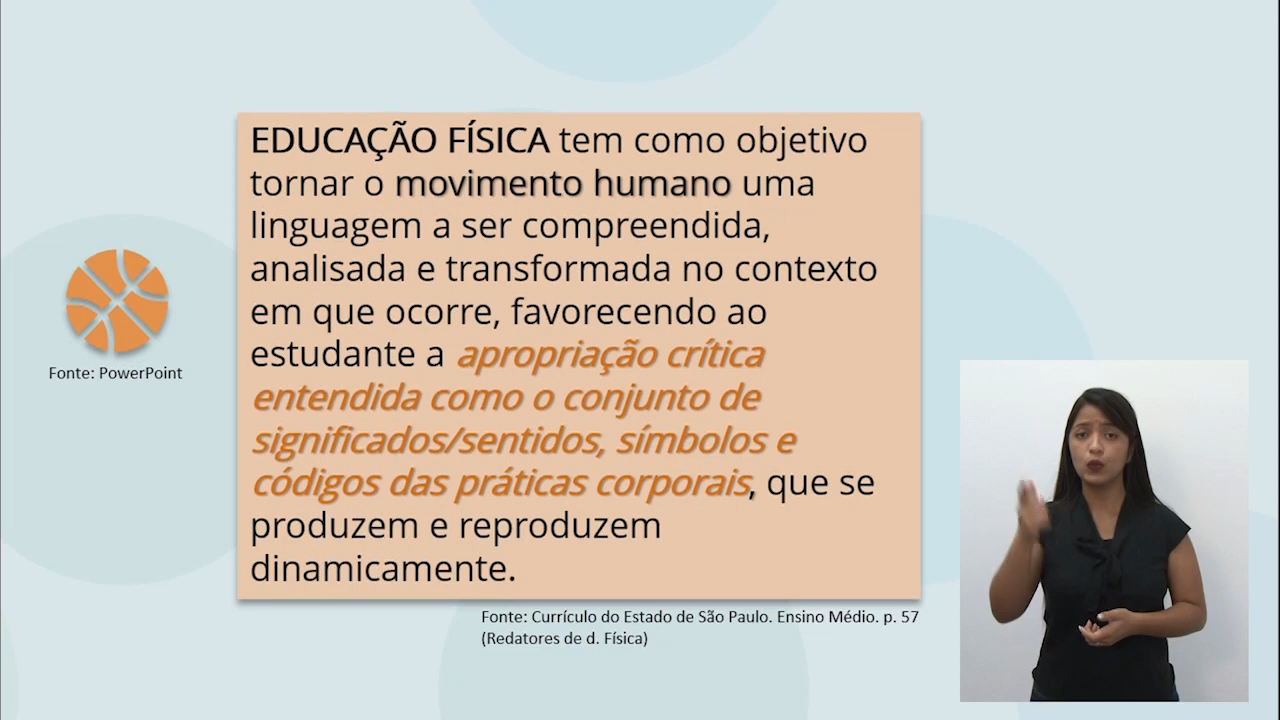 EDUCAÇÃO FÍSICA tem como objetivo
tornar o movimento humano uma
linguagem a ser compreendida,
analisada e transformada no contexto
em que ocorre, favorecendo ao
estudante a apropriação crítica
entendida como o conjunto de
significados/sentidos, símbolos e
códigos das práticas corporais, que se
produzem e reproduzem
dinamicamente.
Fonte: PowerPoint
Fonte: Currículo do Estado de São Paulo. Ensino Médio. p. 57
(Redatores de d. Física)